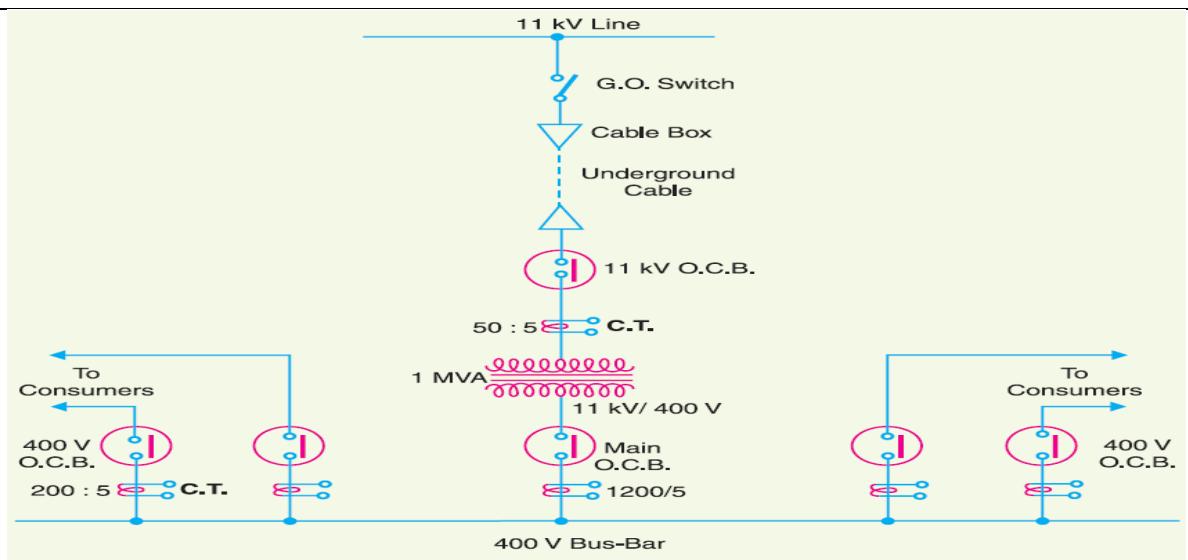 11 kV Line
G.O. Switch
Cable Box
Underground
Cable
11 kV O.C.B.
50 : 5
C.T.
To
Consumers
1 MVA
To
Consumers
11 kV/ 400 V
400 V
O.C.B.
Main
O.C.B.
400 V
O.C.B.
200 : 5
C.T.
1200/5
400 V Bus-Bar